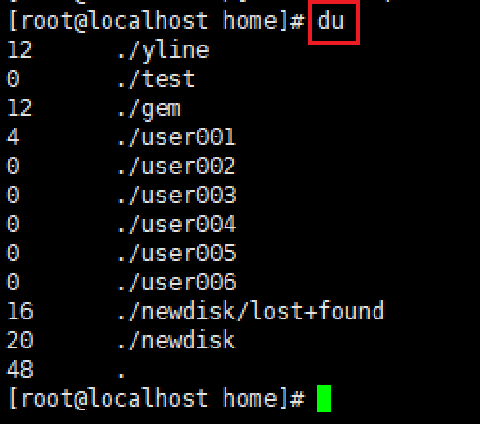 [root@localhost home]# du
12 ./yline
0 ./test
12 ./gem
4 ./user001
0 ./user002
0 ./user003
0 ./user004
0 ./user005
0 ./user006
16 ./newdisk/lost+found
20 ./newdisk
48 .
[root@localhost home]#